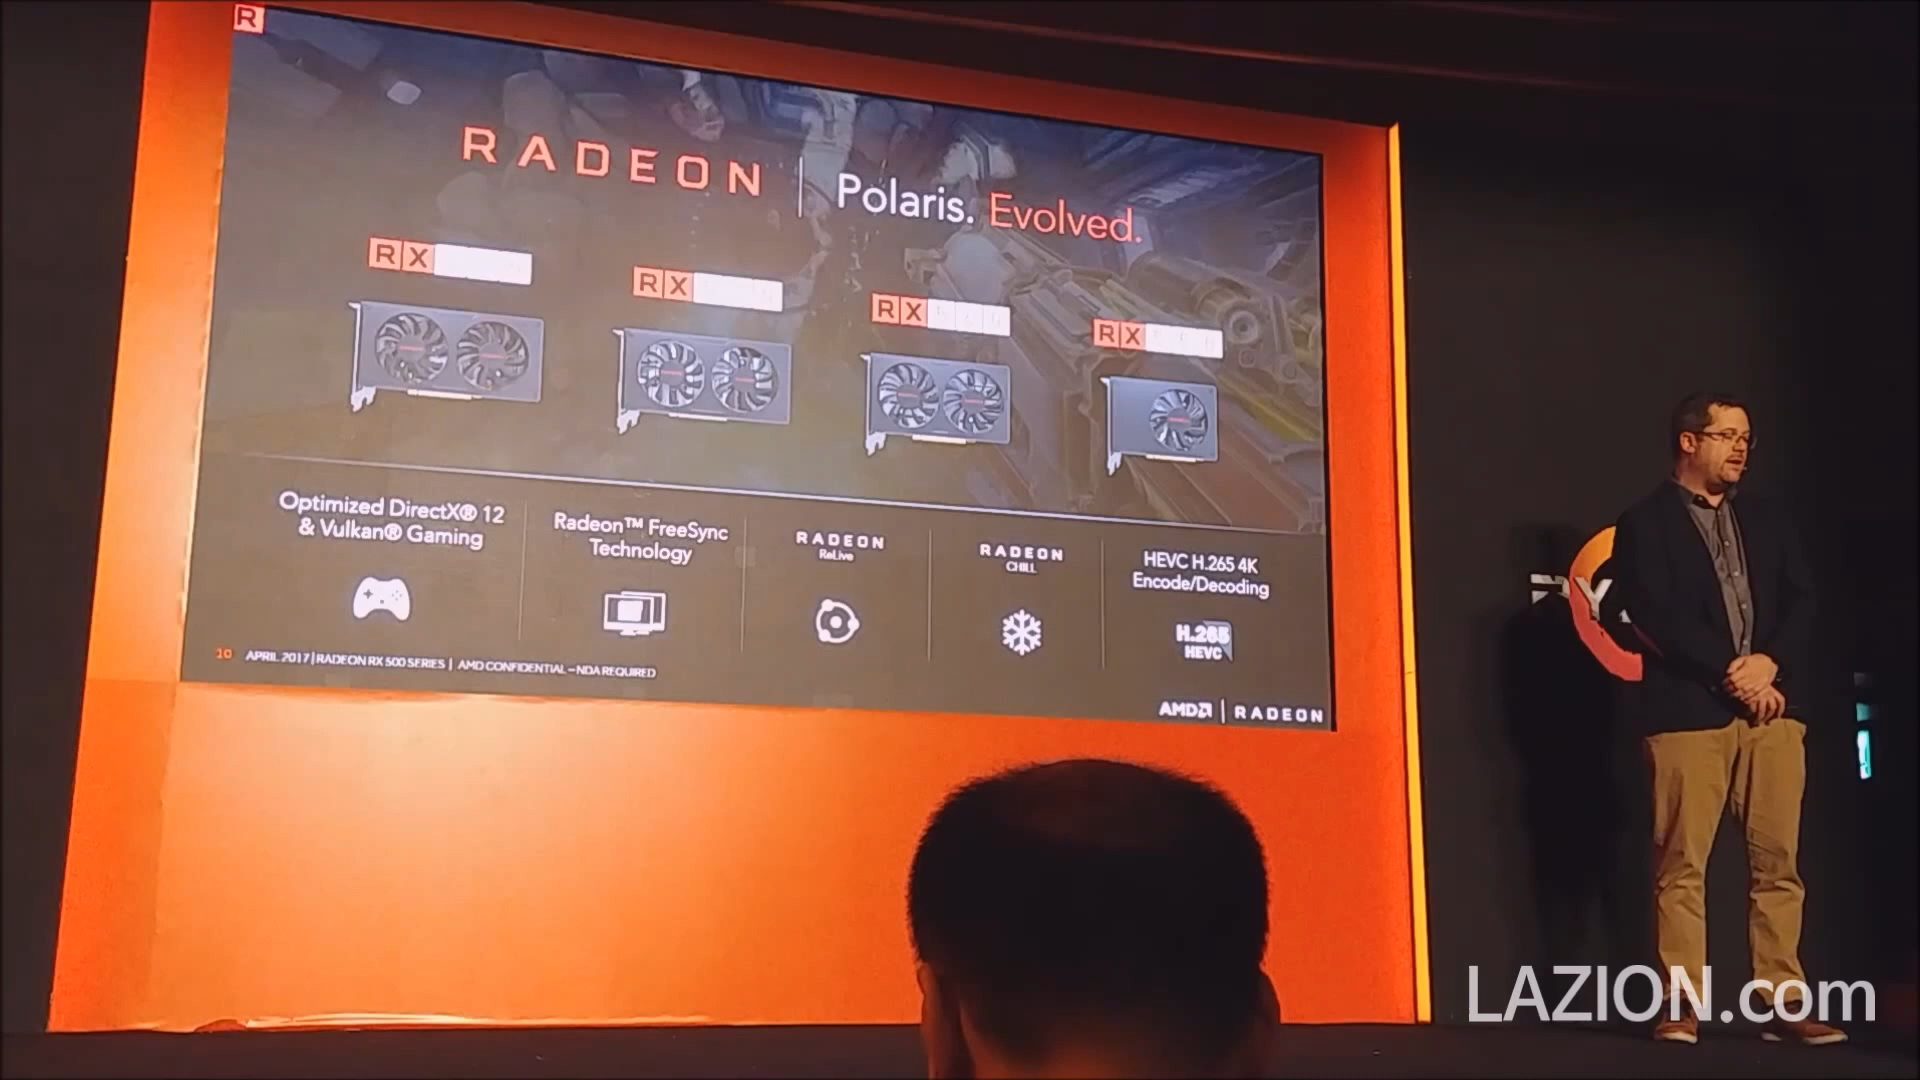 R
RADEON | Polaris. Evolved.
RX
RX
RX
RX
Optimized DirectX® 12
& Vulkan® Gaming
Radeon™ FreeSync
Technology
RADEON
ReLive
RADEON
CHILL
HEVC H.265 4K
Encode/Decoding
H.265
HEVC
10 APRIL 2017 | RADEON RX 500 SERIES | AMD CONFIDENTIAL – NDA REQUIRED
AMD | RADEON
LAZION.com